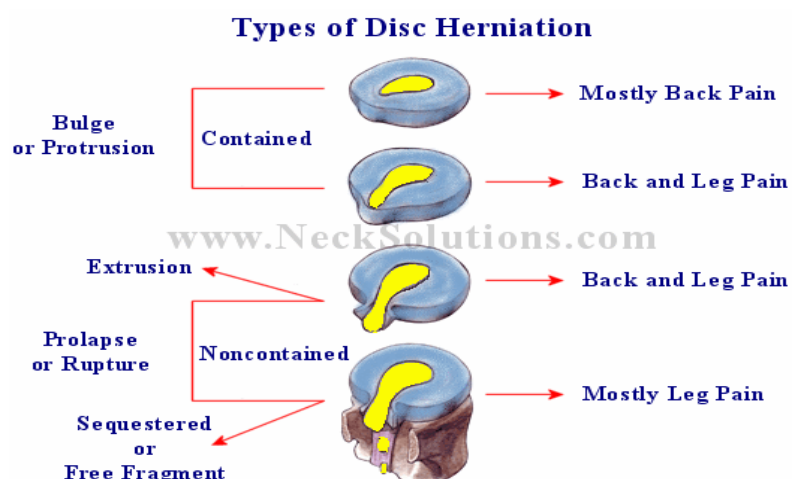 Types of Disc Herniation
Mostly Back Pain
Bulge
or Protrusion
Contained
Back and Leg Pain
www.NeckSolutions.com
Extrusion
Back and Leg Pain
Prolapse
or Rupture
Noncontained
Mostly Leg Pain
Sequestered
or
Free Fragment